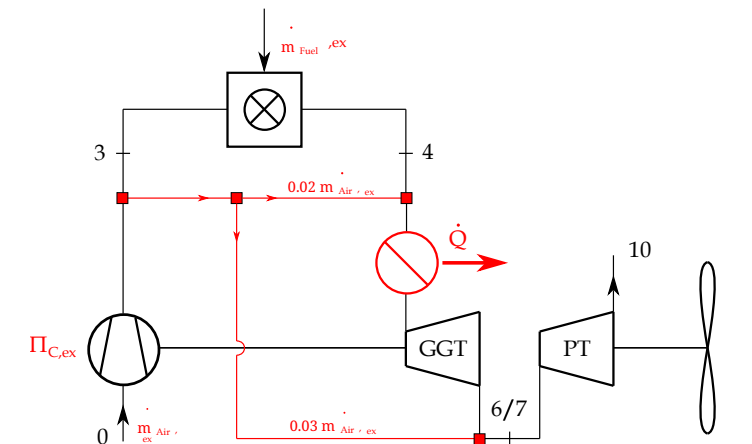 ṁ Fuel ,ex
3
4
0.02 ṁ Air , ex
Q̇
10
Π C,ex
GGT
PT
6/7
0
ṁ ex Air ,
0.03 ṁ Air , ex